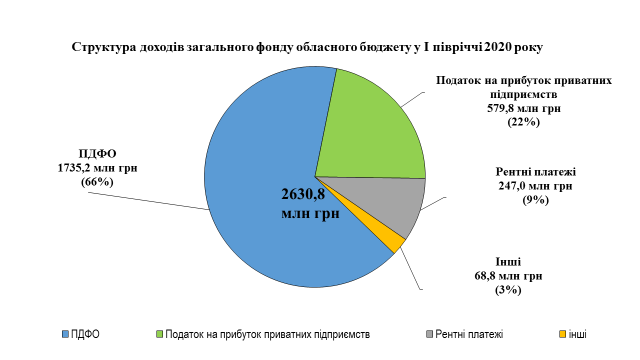 Структура доходів загального фонду обласного бюджету у І півріччі 2020 року
Податок на прибуток приватних
підприємств
579,8 млн грн
(22%)
ПДФО
1735,2 млн грн
(66%)
Рентні платежі
247,0 млн грн
(9%)
2630,8
млн грн
Інші
68,8 млн грн
(3%)
ПДФО
Податок на прибуток приватних підприємств
Рентні платежі
інші